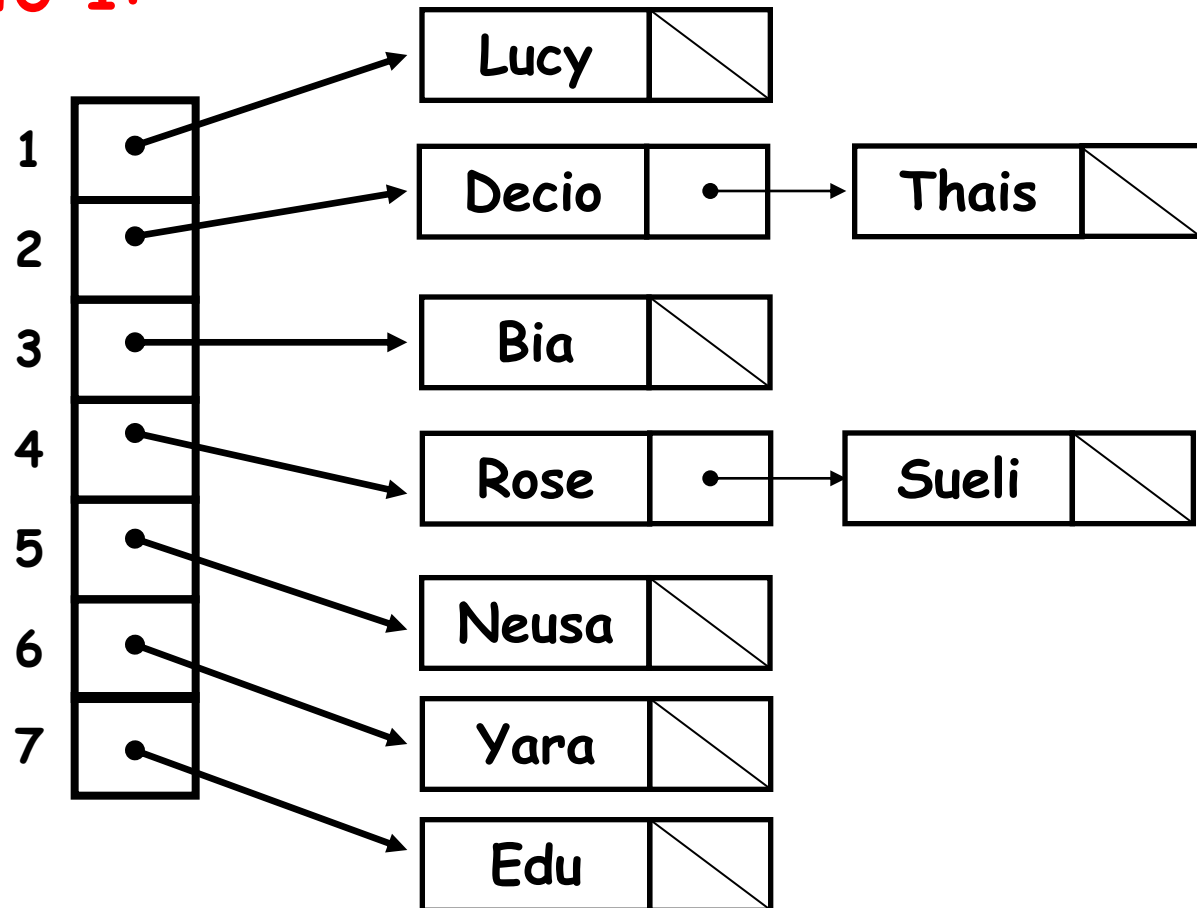 1 Lucy
2 Decio Thais
3 Bia
4 Rose Sueli
5 Neusa
6 Yara
7 Edu